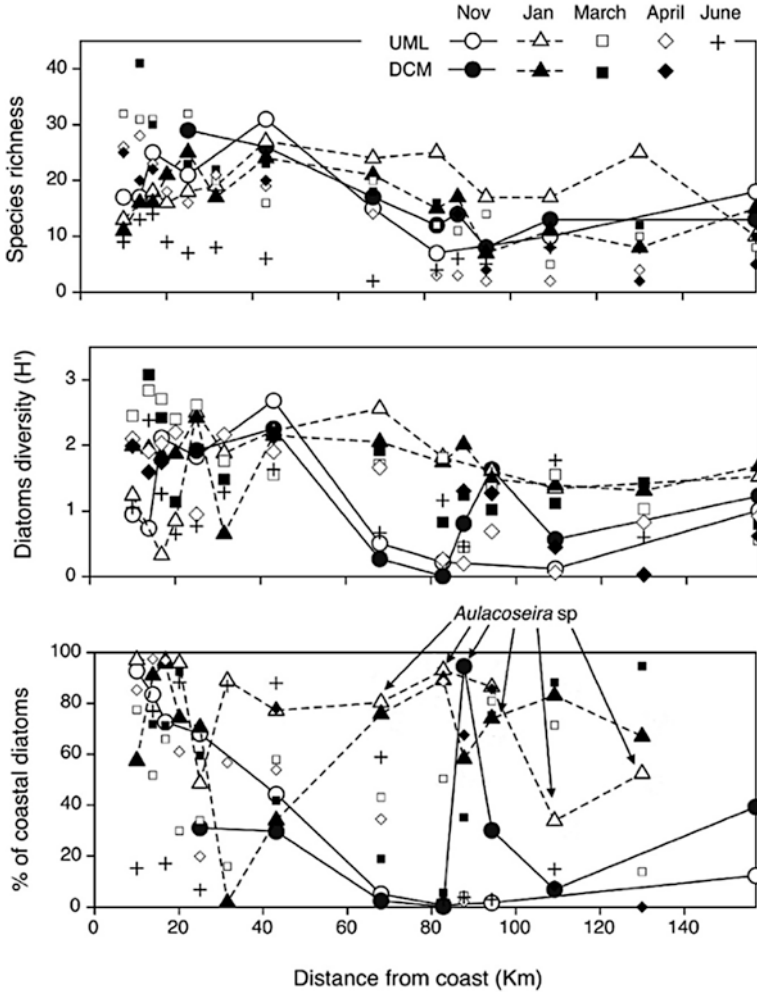 Nov Jan March April June
UML
DCM
Species richness
40
30
20
10
0
Diatoms diversity (H')
3
2
1
0
Aulacoseira sp
% of coastal diatoms
100
80
60
40
20
0
0 20 40 60 80 100 120 140
Distance from coast (Km)